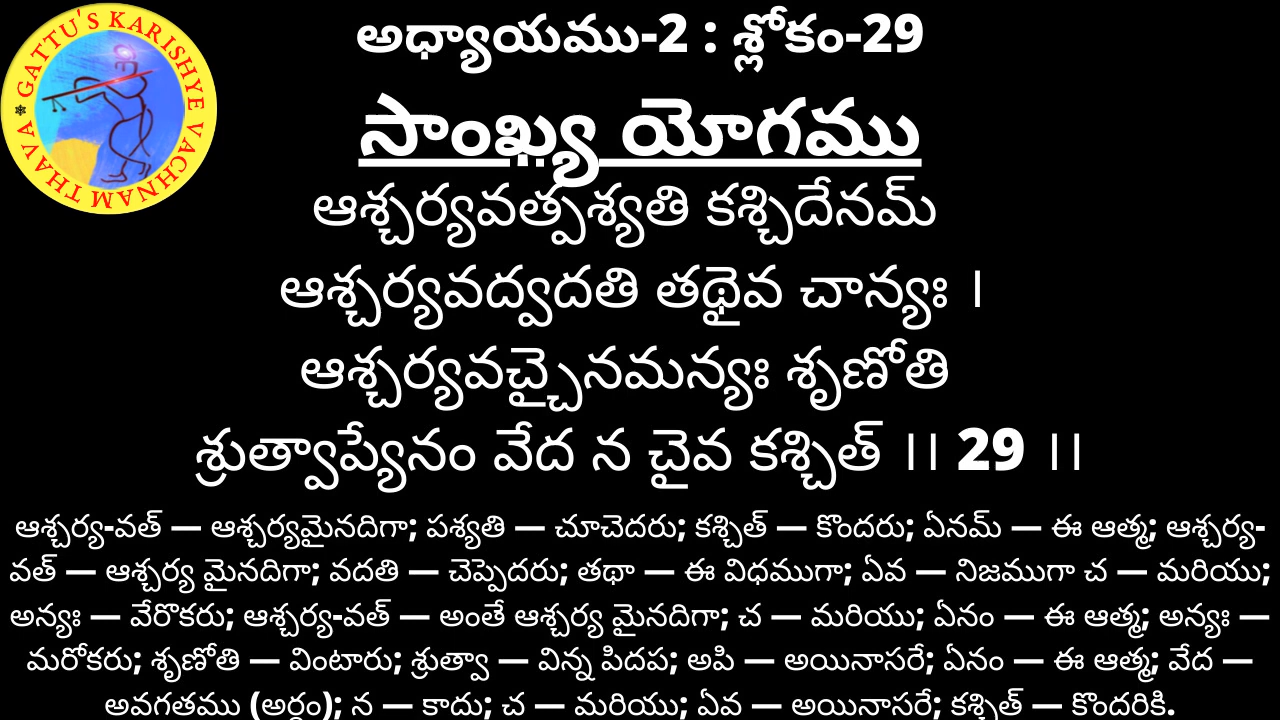 GATTU'S KARISHYE VACHNAM THAVA
అధ్యాయము-2 : శ్లోకం-29
సాంఖ్య యోగము
ఆశ్చర్యవత్పశ్యతి కశ్చిదేనమ్
ఆశ్చర్యవద్వదతి తథైవ చాన్యః ।
ఆశ్చర్యవచ్చైనమన్యః శృణోతి
శ్రుత్వాప్యేనం వేద న చైవ కశ్చిత్ ।। 29 ।।
ఆశ్చర్య-వత్ — ఆశ్చర్యమైనదిగా; పశ్యతి — చూచెదరు; కశ్చిత్ — కొందరు; ఏనమ్ — ఈ ఆత్మ; ఆశ్చర్య-
వత్ — ఆశ్చర్య మైనదిగా; వదతి — చెప్పెదరు; తథా — ఈ విధముగా; ఏవ — నిజముగా చ — మరియు;
అన్యః — వేరొకరు; ఆశ్చర్య-వత్ — అంతే ఆశ్చర్య మైనదిగా; చ — మరియు; ఏనం — ఈ ఆత్మ; అన్యః —
మరోకరు; శృణోతి — వింటారు; శ్రుత్వా — విన్న పిదప; అపి — అయినాసరే; ఏనం — ఈ ఆత్మ; వేద —
అవగతము (అర్థం); న — కాదు; చ — మరియు; ఏవ — అయినాసరే; కశ్చిత్ — కొందరికి.